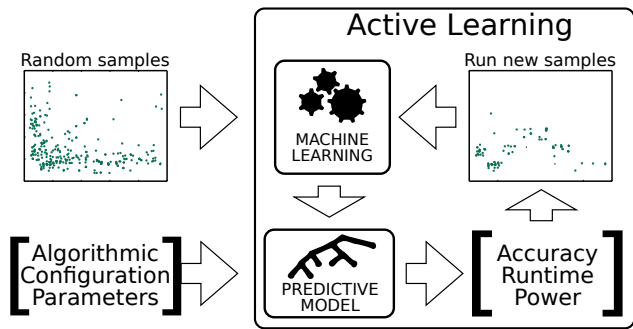 Active Learning
Random samples
Run new samples
MACHINE
LEARNING
Algorithmic
Configuration
Parameters
PREDICTIVE
MODEL
Accuracy
Runtime
Power